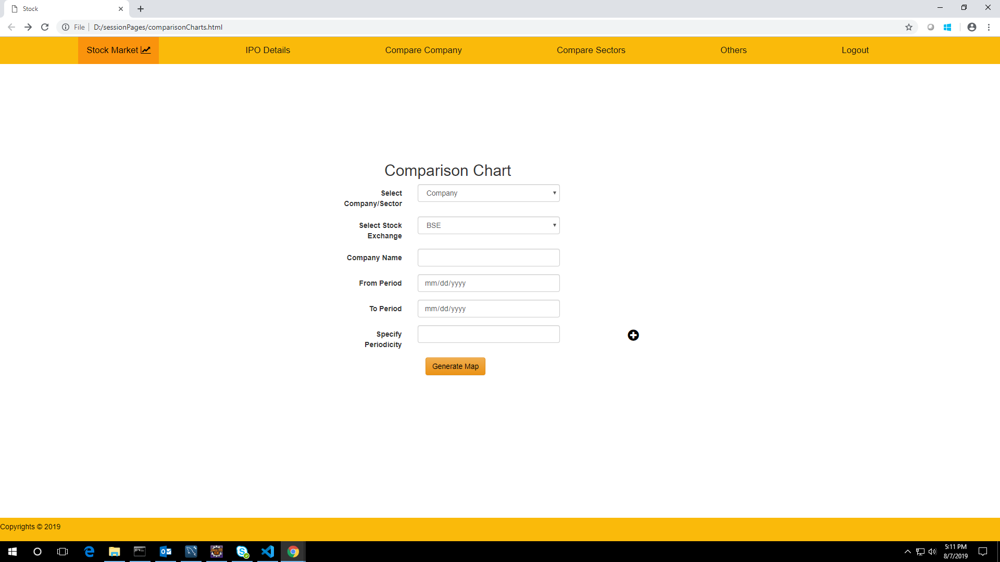 Stock
File
D:/sessionPages/comparisonCharts.html
Stock Market
IPO Details
Compare Company
Compare Sectors
Others
Logout
Comparison Chart
Select
Company/Sector
Company
Select Stock
Exchange
BSE
Company Name
From Period
mm/dd/yyyy
To Period
mm/dd/yyyy
Specify
Periodicity
Generate Map
Copyrights © 2019
5:11 PM
8/7/2019